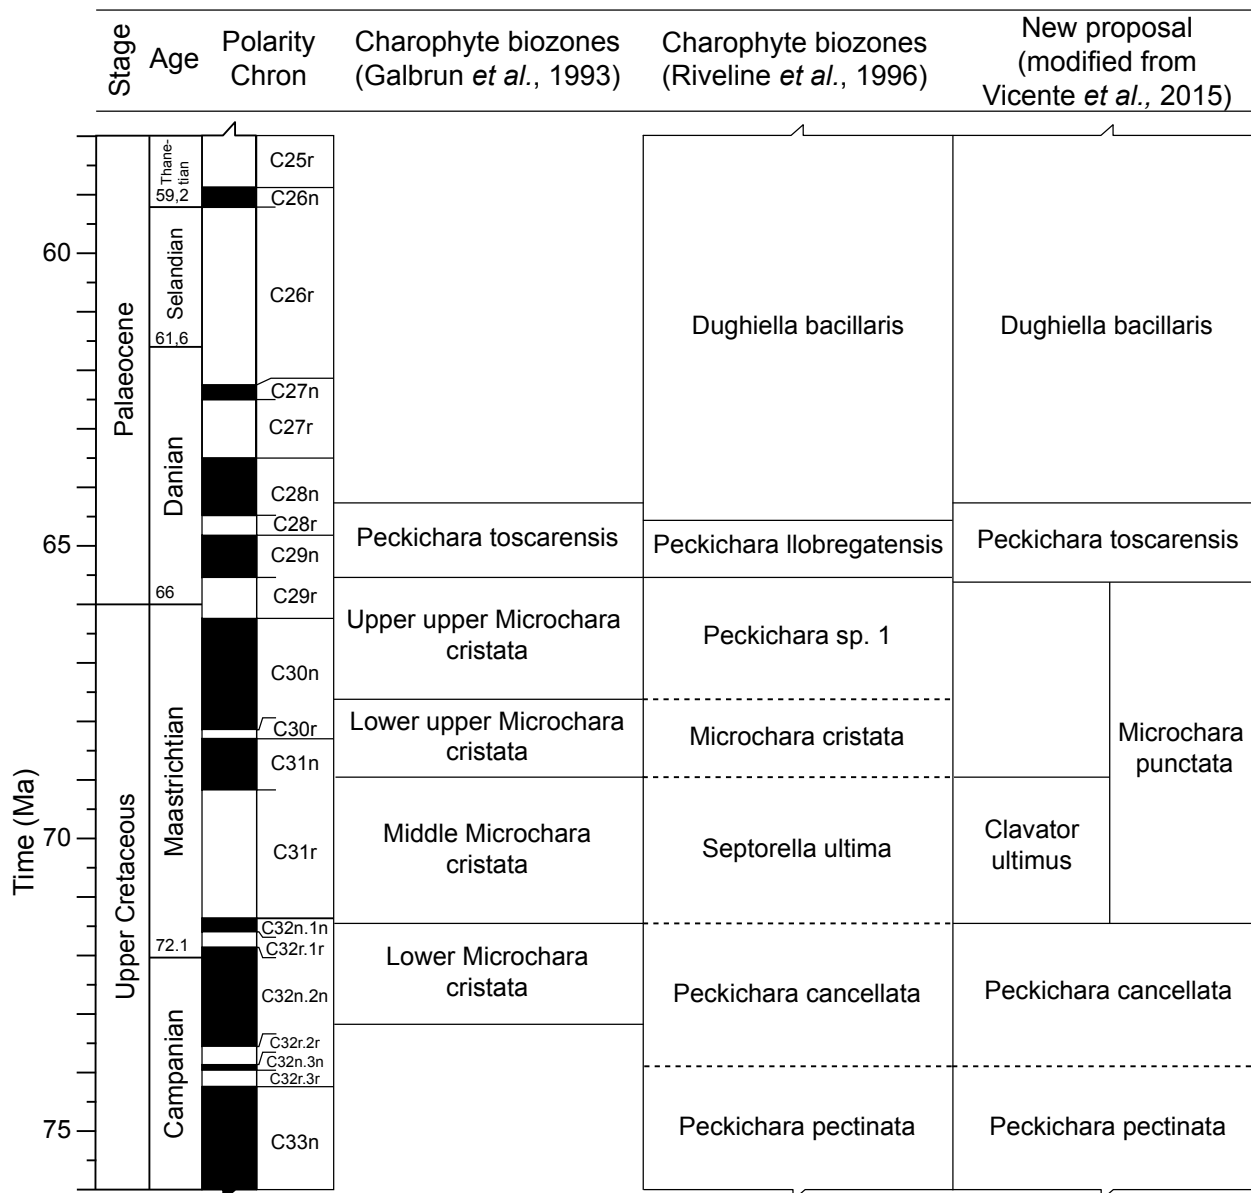 Stage
Age
Polarity
Chron
Charophyte biozones
(Galbrun et al., 1993)
Charophyte biozones
(Riveline et al., 1996)
New proposal
(modified from
Vicente et al., 2015)
Time (Ma)
60
65
70
75
Palaeocene
Upper Cretaceous
Thane-
tian
59,2
Selandian
61,6
Danian
66
Maastrichtian
72.1
Campanian
C25r
C26n
C26r
C27n
C27r
C28n
C28r
C29n
C29r
C30n
C30r
C31n
C31r
C32n.1n
C32r.1r
C32n.2n
C32r.2r
C32n.3n
C32r.3r
C33n
Peckichara toscarensis
Upper upper Microchara
cristata
Lower upper Microchara
cristata
Middle Microchara
cristata
Lower Microchara
cristata
Dughiella bacillaris
Peckichara llobregatensis
Peckichara sp. 1
Microchara cristata
Septorella ultima
Peckichara cancellata
Peckichara pectinata
Dughiella bacillaris
Peckichara toscarensis
Microchara
punctata
Clavator
ultimus
Peckichara cancellata
Peckichara pectinata